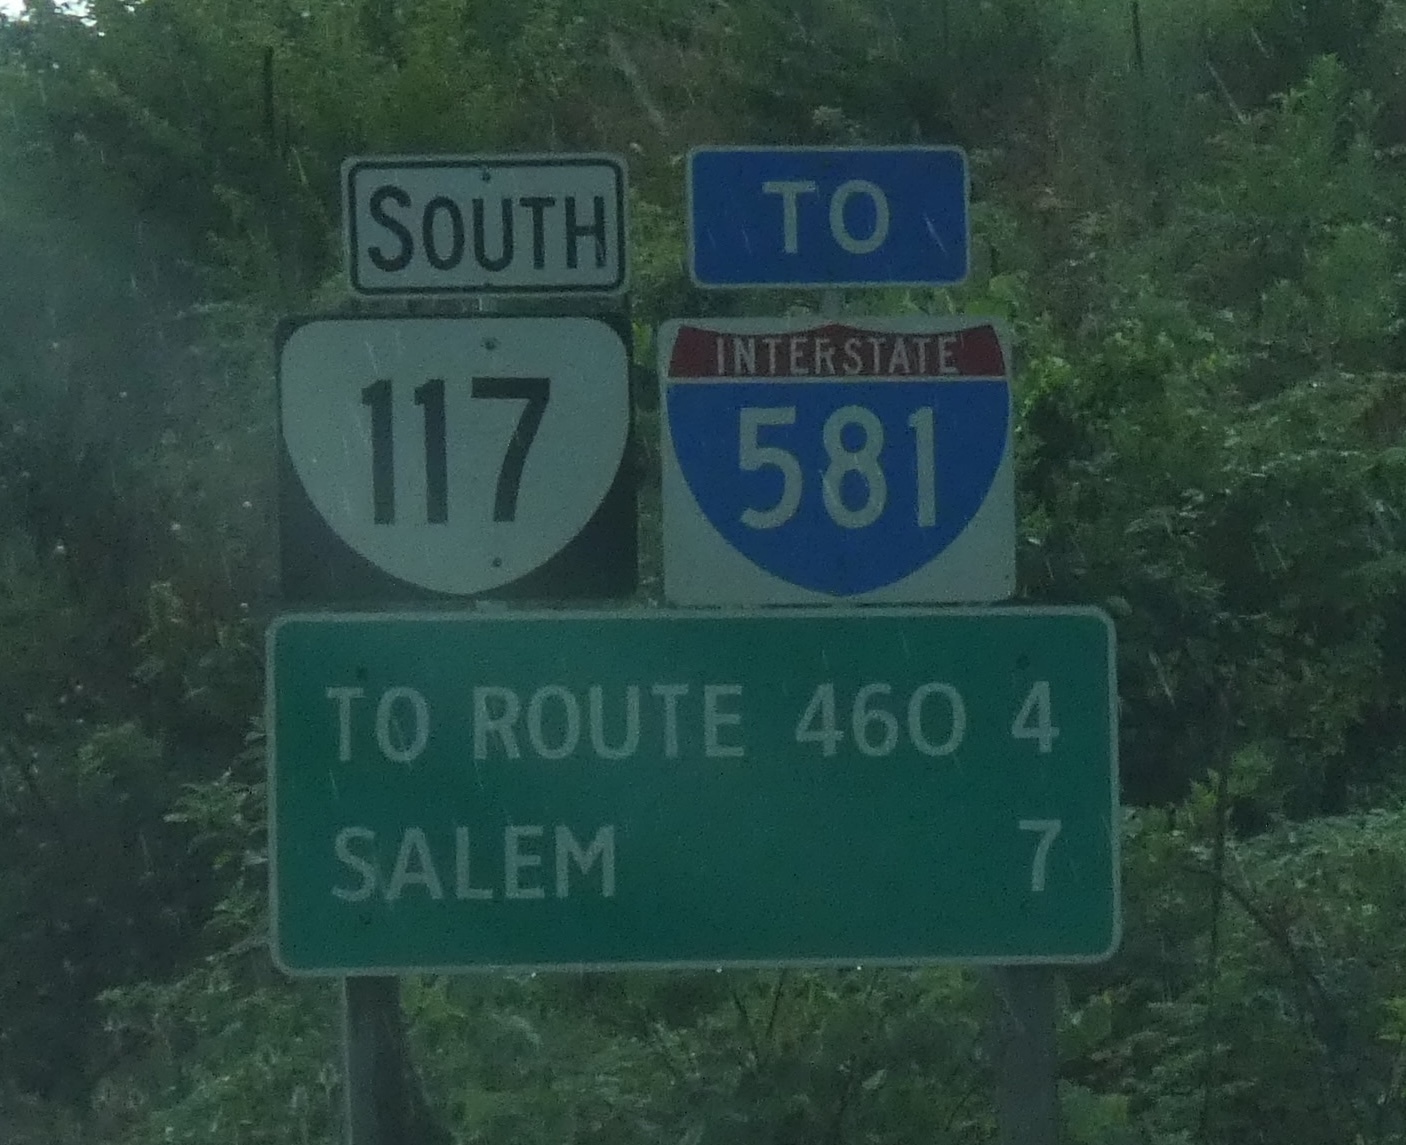 SOUTH
117
TO
INTERSTATE
581
TO ROUTE 460 4
SALEM 7